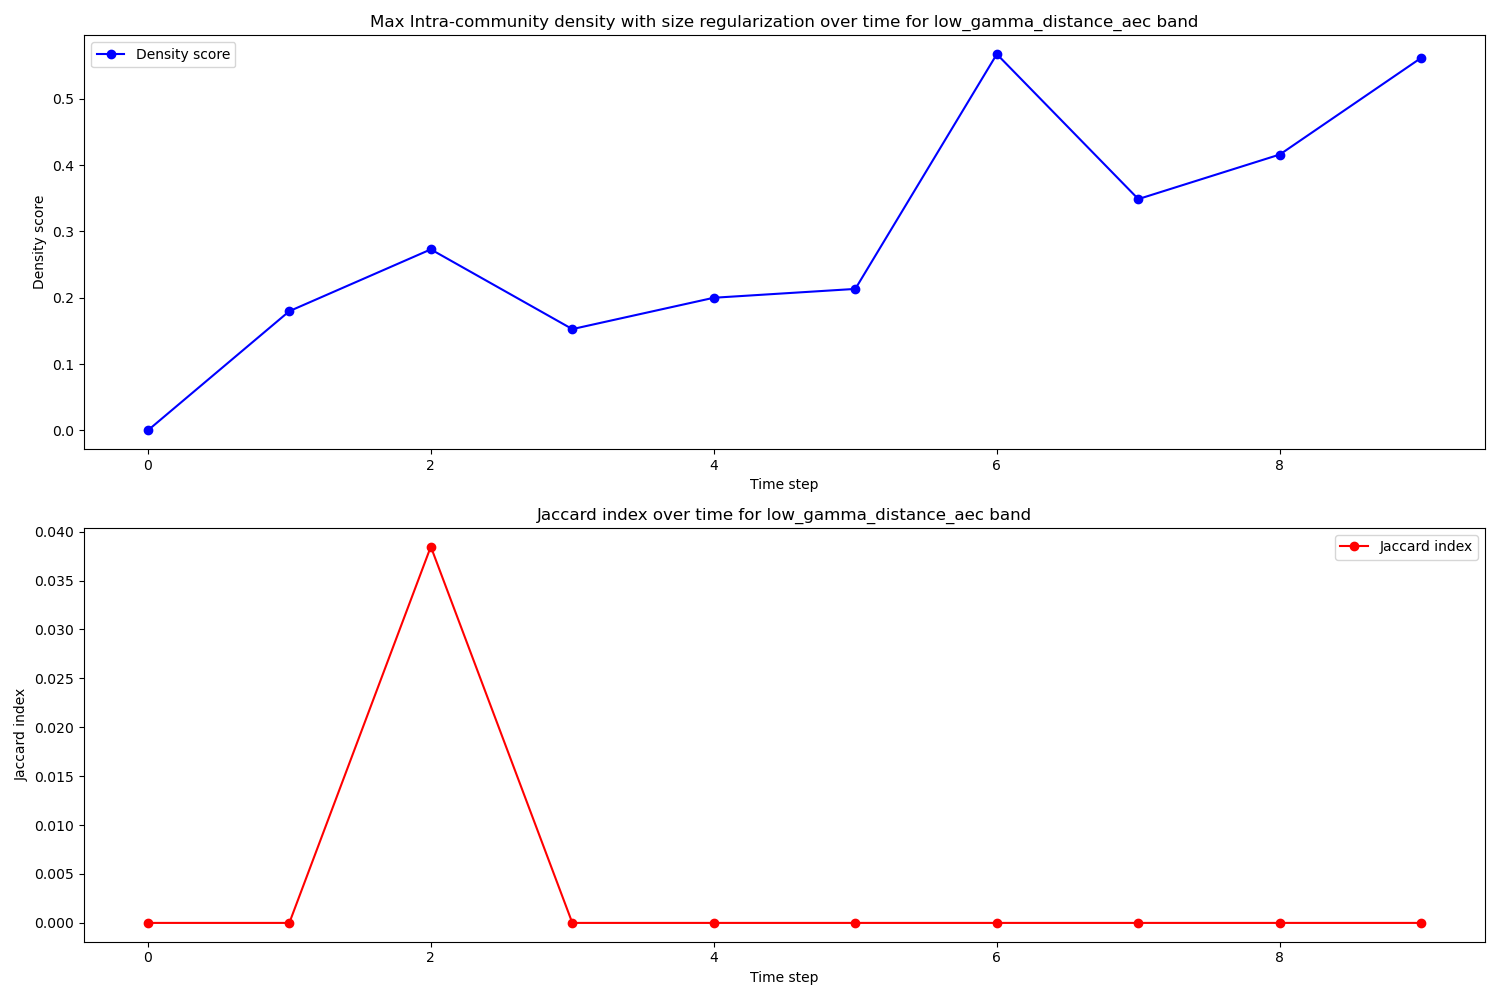 Max Intra-community density with size regularization over time for low_gamma_distance_aec band
Density score
0.5
0.4
0.3
0.2
0.1
0.0
Density score
0 2 4 6 8
Time step
Jaccard index over time for low_gamma_distance_aec band
Jaccard index
0.040
0.035
0.030
0.025
0.020
0.015
0.010
0.005
0.000
Jaccard index
0 2 4 6 8
Time step